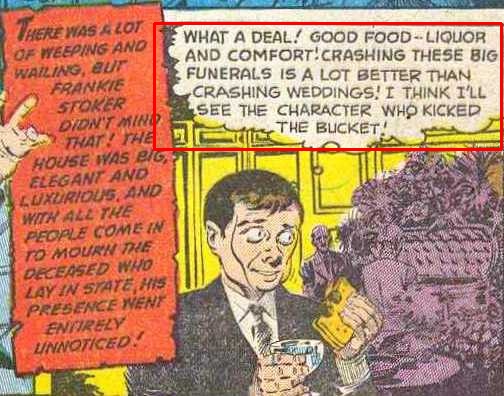 THERE WAS A LOT
OF WEEPING AND
WAILING, BUT
FRANKIE
STOKER
DIDN'T MIND
THAT! THE
HOUSE WAS BIG,
ELEGANT AND
LUXURIOUS, AND
WITH ALL THE
PEOPLE COME IN
TO MOURN THE
DECEASED WHO
LAY IN STATE, HIS
PRESENCE WENT
ENTIRELY
UNNOTICED!
WHAT A DEAL! GOOD FOOD--LIQUOR
AND COMFORT! CRASHING THESE BIG
FUNERALS IS A LOT BETTER THAN
CRASHING WEDDINGS! I THINK I'LL
SEE THE CHARACTER WHO KICKED
THE BUCKET!